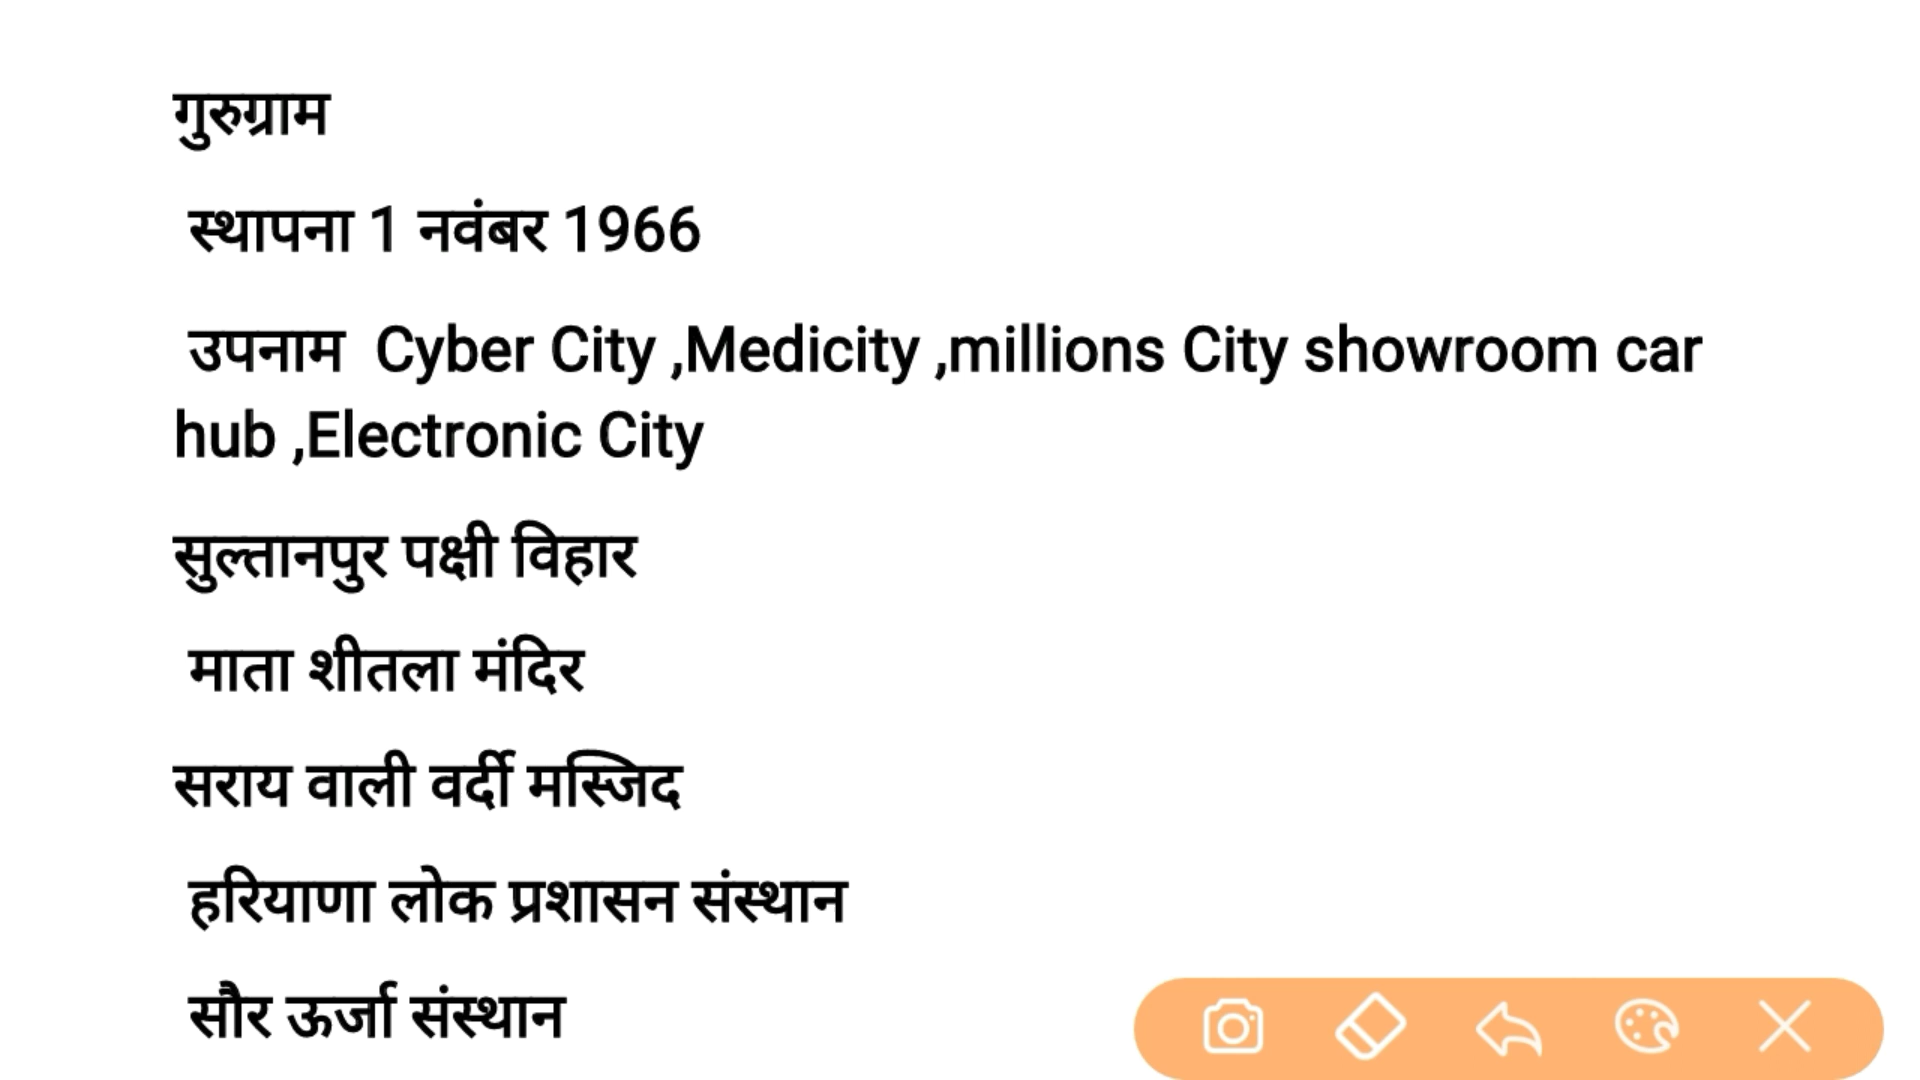 गुरुग्राम
स्थापना 1 नवंबर 1966
उपनाम  Cyber City ,Medicity ,millions City showroom car
hub ,Electronic City
सुल्तानपुर पक्षी विहार
माता शीतला मंदिर
सराय वाली वर्दी मस्जिद
हरियाणा लोक प्रशासन संस्थान
सौर ऊर्जा संस्थान